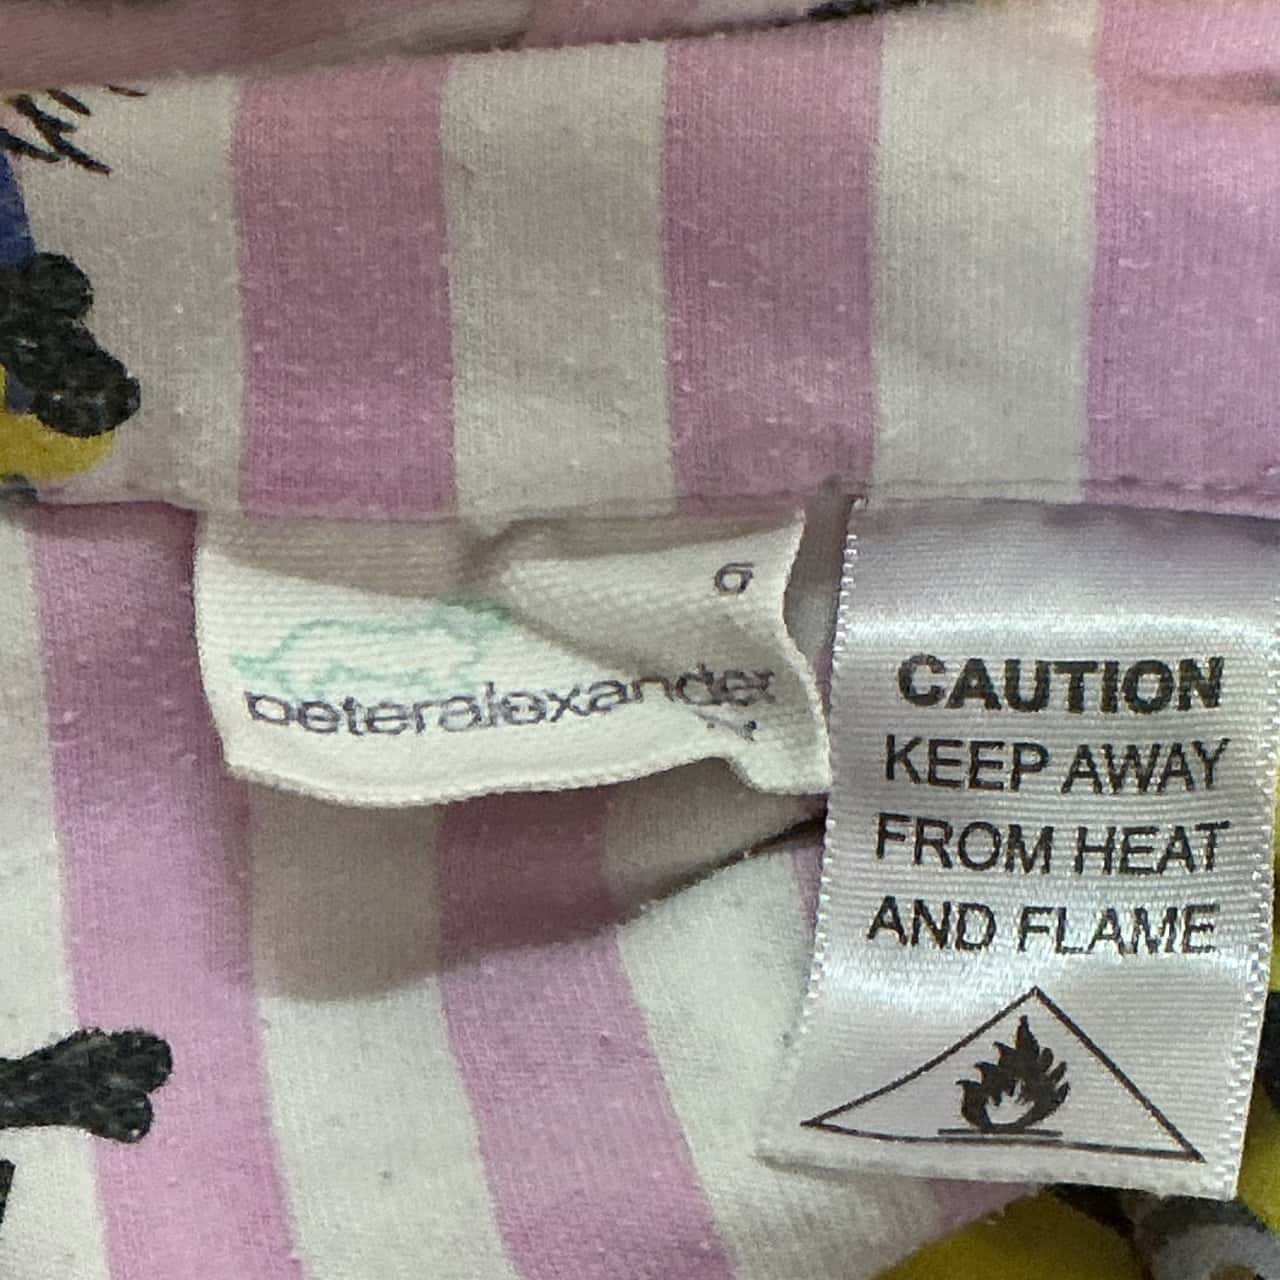 6
peteralexander
CAUTION
KEEP AWAY
FROM HEAT
AND FLAME